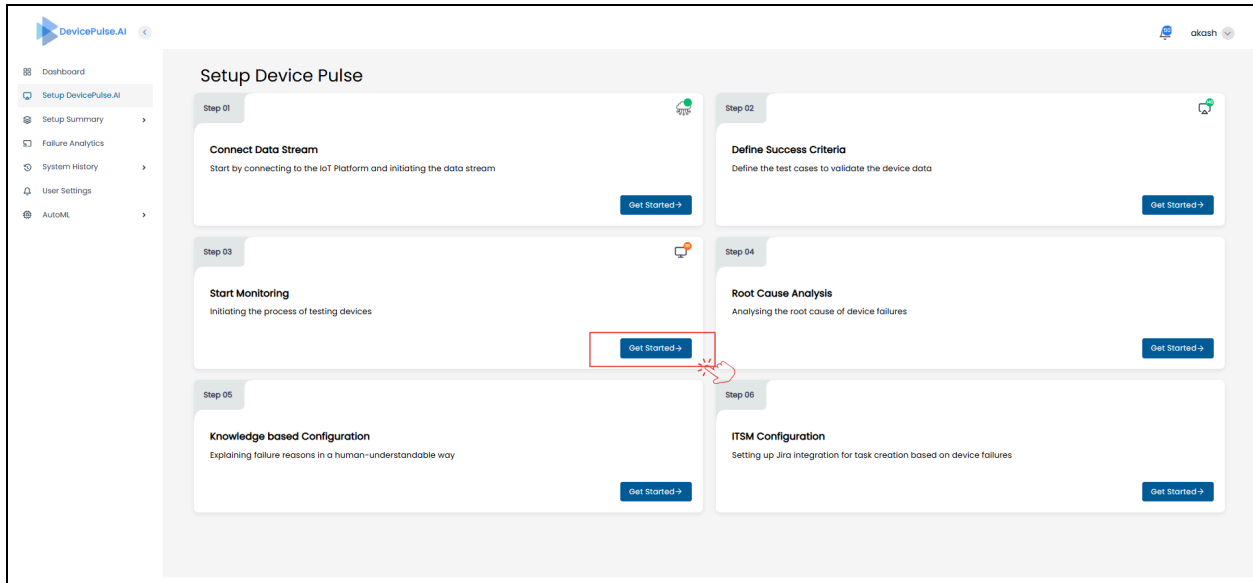 DevicePulse.AI
akash
Dashboard
Setup DevicePulse.AI
Setup Summary
Failure Analytics
System History
User Settings
AutoML
Setup Device Pulse
Step 01
Connect Data Stream
Start by connecting to the IoT Platform and initiating the data stream
Get Started
Step 02
Define Success Criteria
Define the test cases to validate the device data
Get Started
Step 03
Start Monitoring
Initiating the process of testing devices
Get Started
Step 04
Root Cause Analysis
Analysing the root cause of device failures
Get Started
Step 05
Knowledge based Configuration
Explaining failure reasons in a human-understandable way
Get Started
Step 06
ITSM Configuration
Setting up Jira integration for task creation based on device failures
Get Started